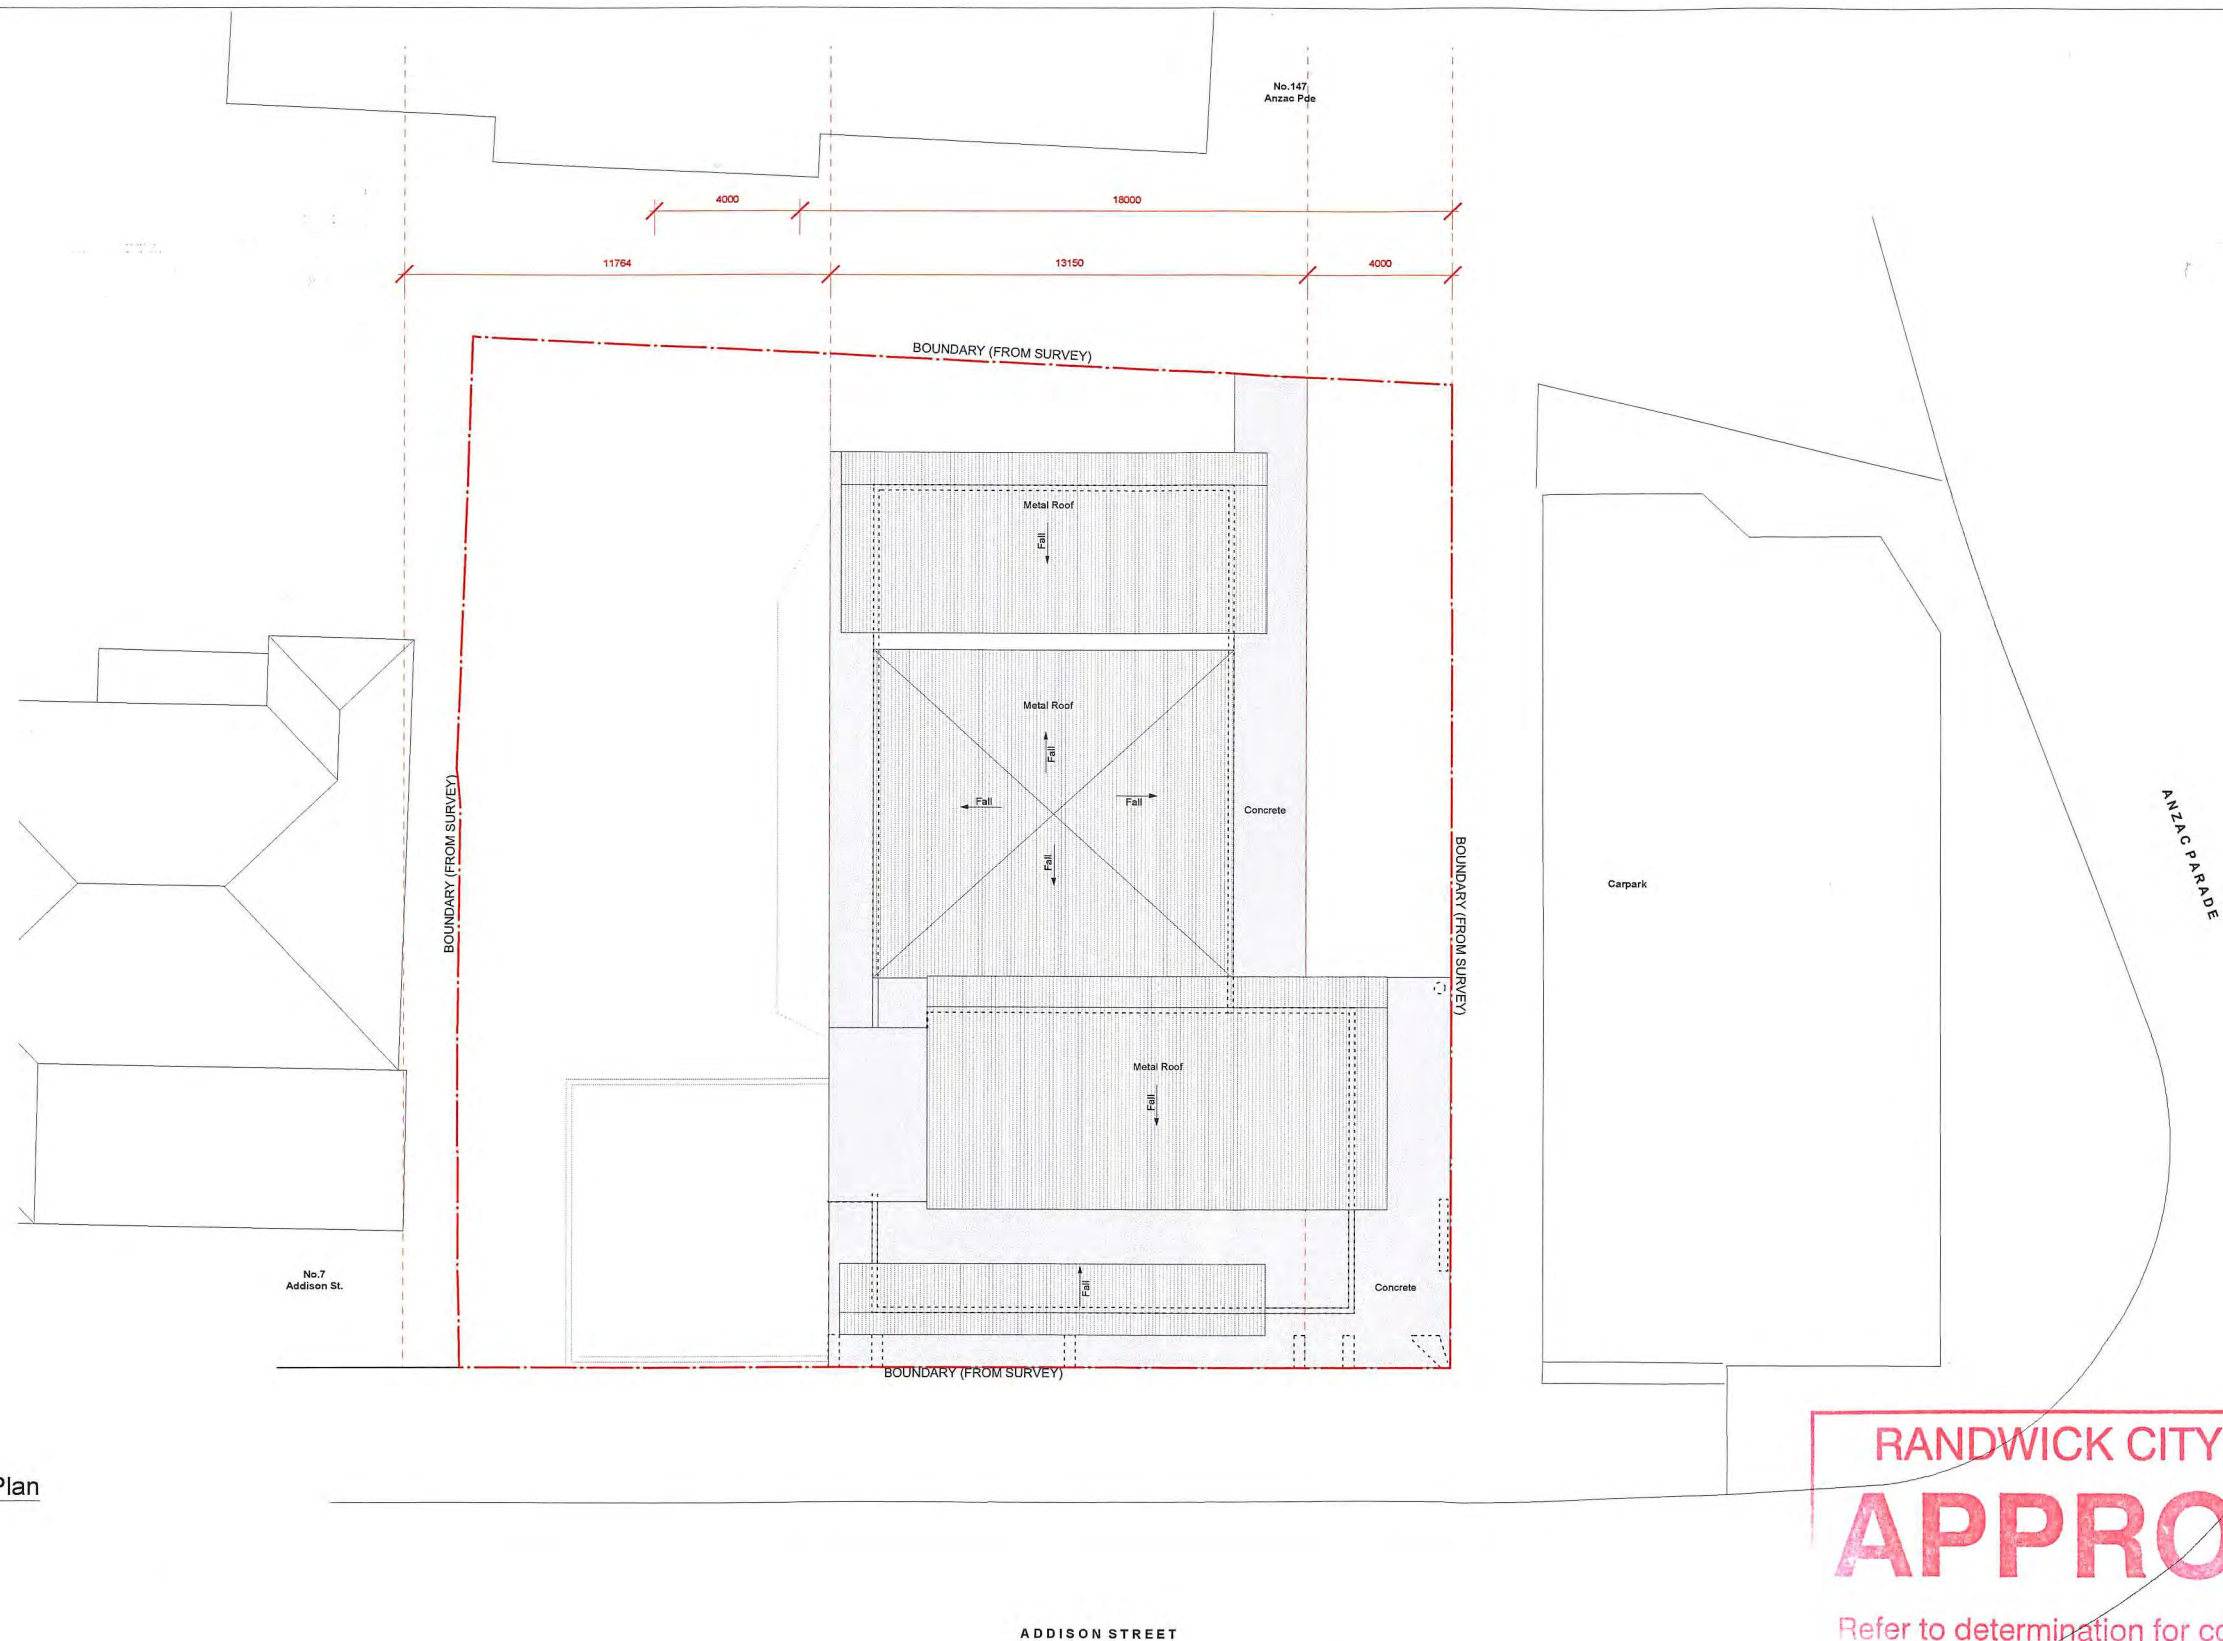 No.147
Anzac Pde
4000
18000
11764
13150
4000
BOUNDARY (FROM SURVEY)
Metal Roof
Fall
Metal Roof
Fall
Fall
Fall
Fall
Concrete
BOUNDARY (FROM SURVEY)
BOUNDARY (FROM SURVEY)
Carpark
ANZAC PARADE
Metal Roof
Fall
No.7
Addison St.
Fall
Concrete
BOUNDARY (FROM SURVEY)
Plan
RANDWICK CITY
APPRO
Refer to determination for co
ADDISON STREET